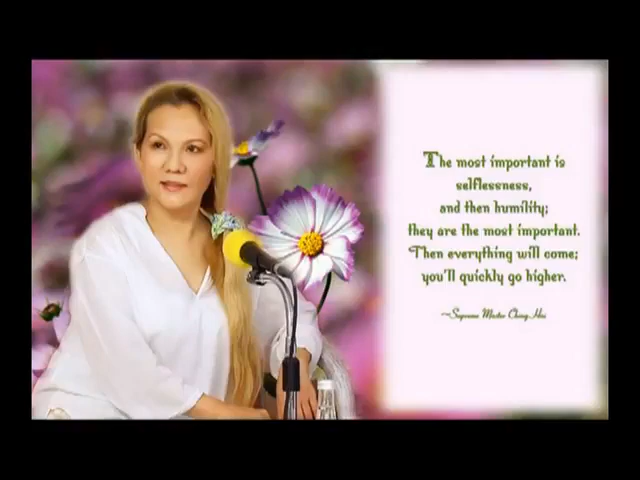 The most important is
selflessness,
and then humility;
they are the most important.
Then everything will come;
you'll quickly go higher.
~Supreme Master Ching Hai